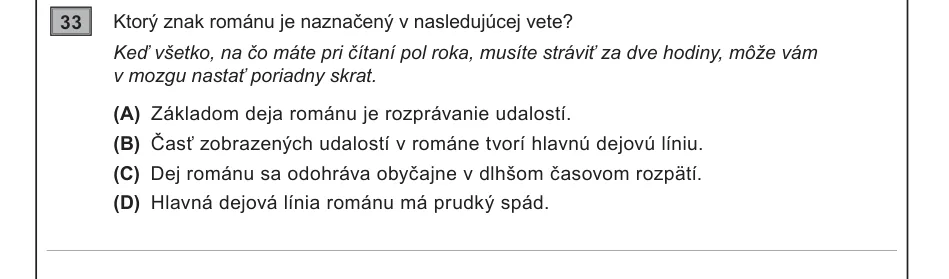 33 Ktorý znak románu je naznačený v nasledujúcej vete?
Keď všetko, na čo máte pri čítaní pol roka, musíte stráviť za dve hodiny, môže vám
v mozgu nastať poriadny skrat.
(A) Základom deja románu je rozprávanie udalostí.
(B) Časť zobrazených udalostí v románe tvorí hlavnú dejovú líniu.
(C) Dej románu sa odohráva obyčajne v dlhšom časovom rozpätí.
(D) Hlavná dejová línia románu má prudký spád.